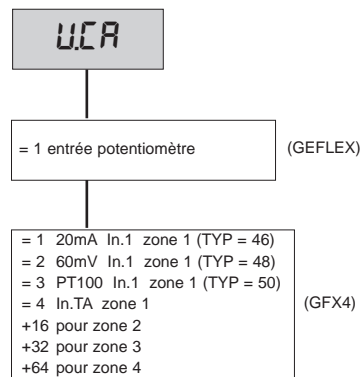 U.CA
= 1 entrée potentiomètre
(GEFLEX)
= 1 20mA In.1 zone 1 (TYP = 46)
= 2 60mV In.1 zone 1 (TYP = 48)
= 3 PT100 In.1 zone 1 (TYP = 50)
= 4 In.TA zone 1
+16 pour zone 2
+32 pour zone 3
+64 pour zone 4
(GFX4)